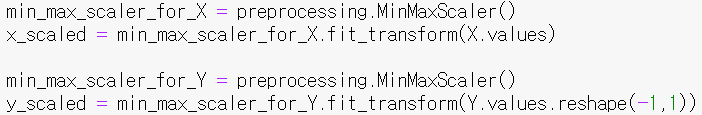 min_max_scaler_for_X = preprocessing.MinMaxScaler()
x_scaled = min_max_scaler_for_X.fit_transform(X.values)
min_max_scaler_for_Y = preprocessing.MinMaxScaler()
y_scaled = min_max_scaler_for_Y.fit_transform(Y.values.reshape(-1,1))